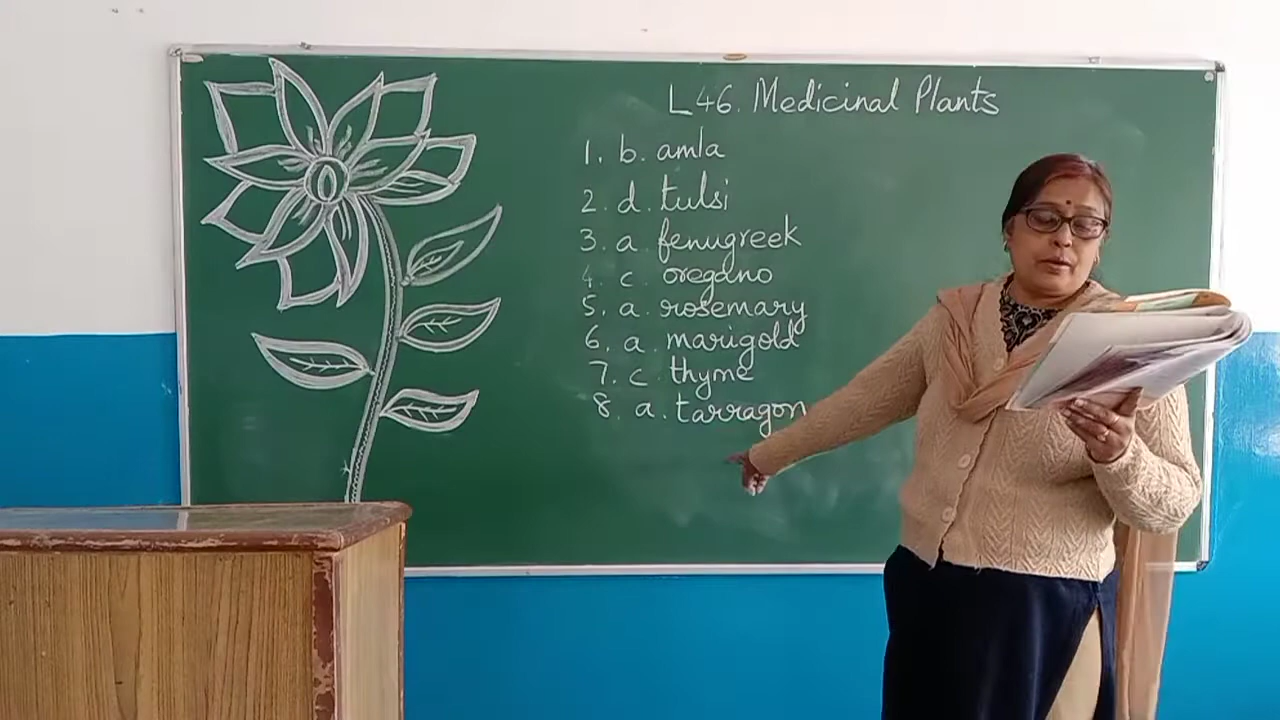 L46. Medicinal Plants
1. b. amla
2. d. tulsi
3. a. fenugreek
4. c. oregano
5. a. rosemary
6. a. marigold
7. c. thyme
8. a. tarragon